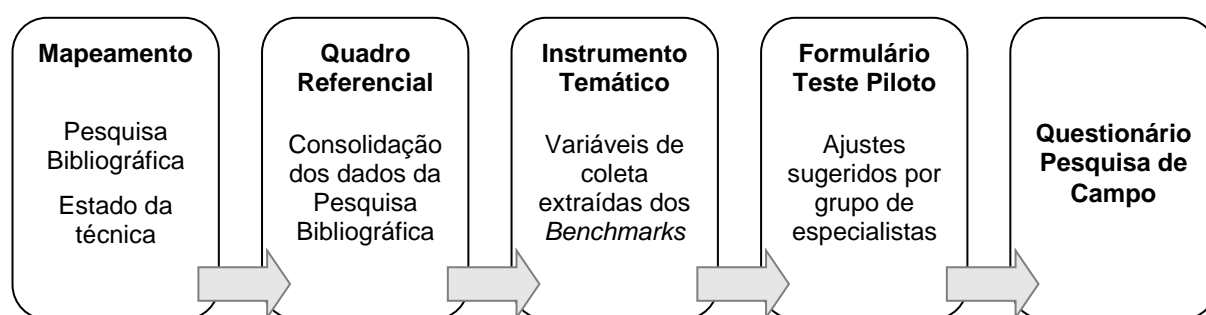 Mapeamento
Pesquisa
Bibliográfica
Estado da
técnica
Quadro
Referencial
Consolidação
dos dados da
Pesquisa
Bibliográfica
Instrumento
Temático
Variáveis de
coleta
extraídas dos
Benchmarks
Formulário
Teste Piloto
Ajustes
sugeridos por
grupo de
especialistas
Questionário
Pesquisa de
Campo